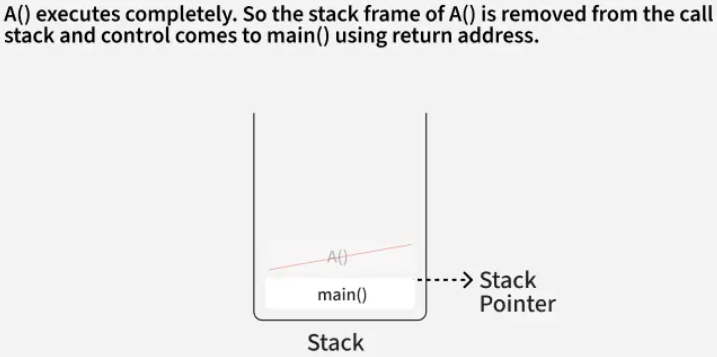 A() executes completely. So the stack frame of A() is removed from the call
stack and control comes to main() using return address.
A()
main()
Stack
Pointer
Stack